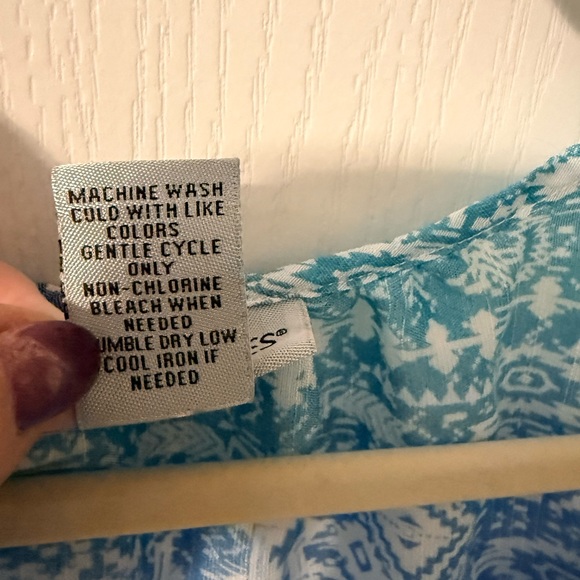 MACHINE WASH
COLD WITH LIKE
COLORS
GENTLE CYCLE
ONLY
NON-CHLORINE
BLEACH WHEN
NEEDED
TUMBLE DRY LOW
COOL IRON IF
NEEDED